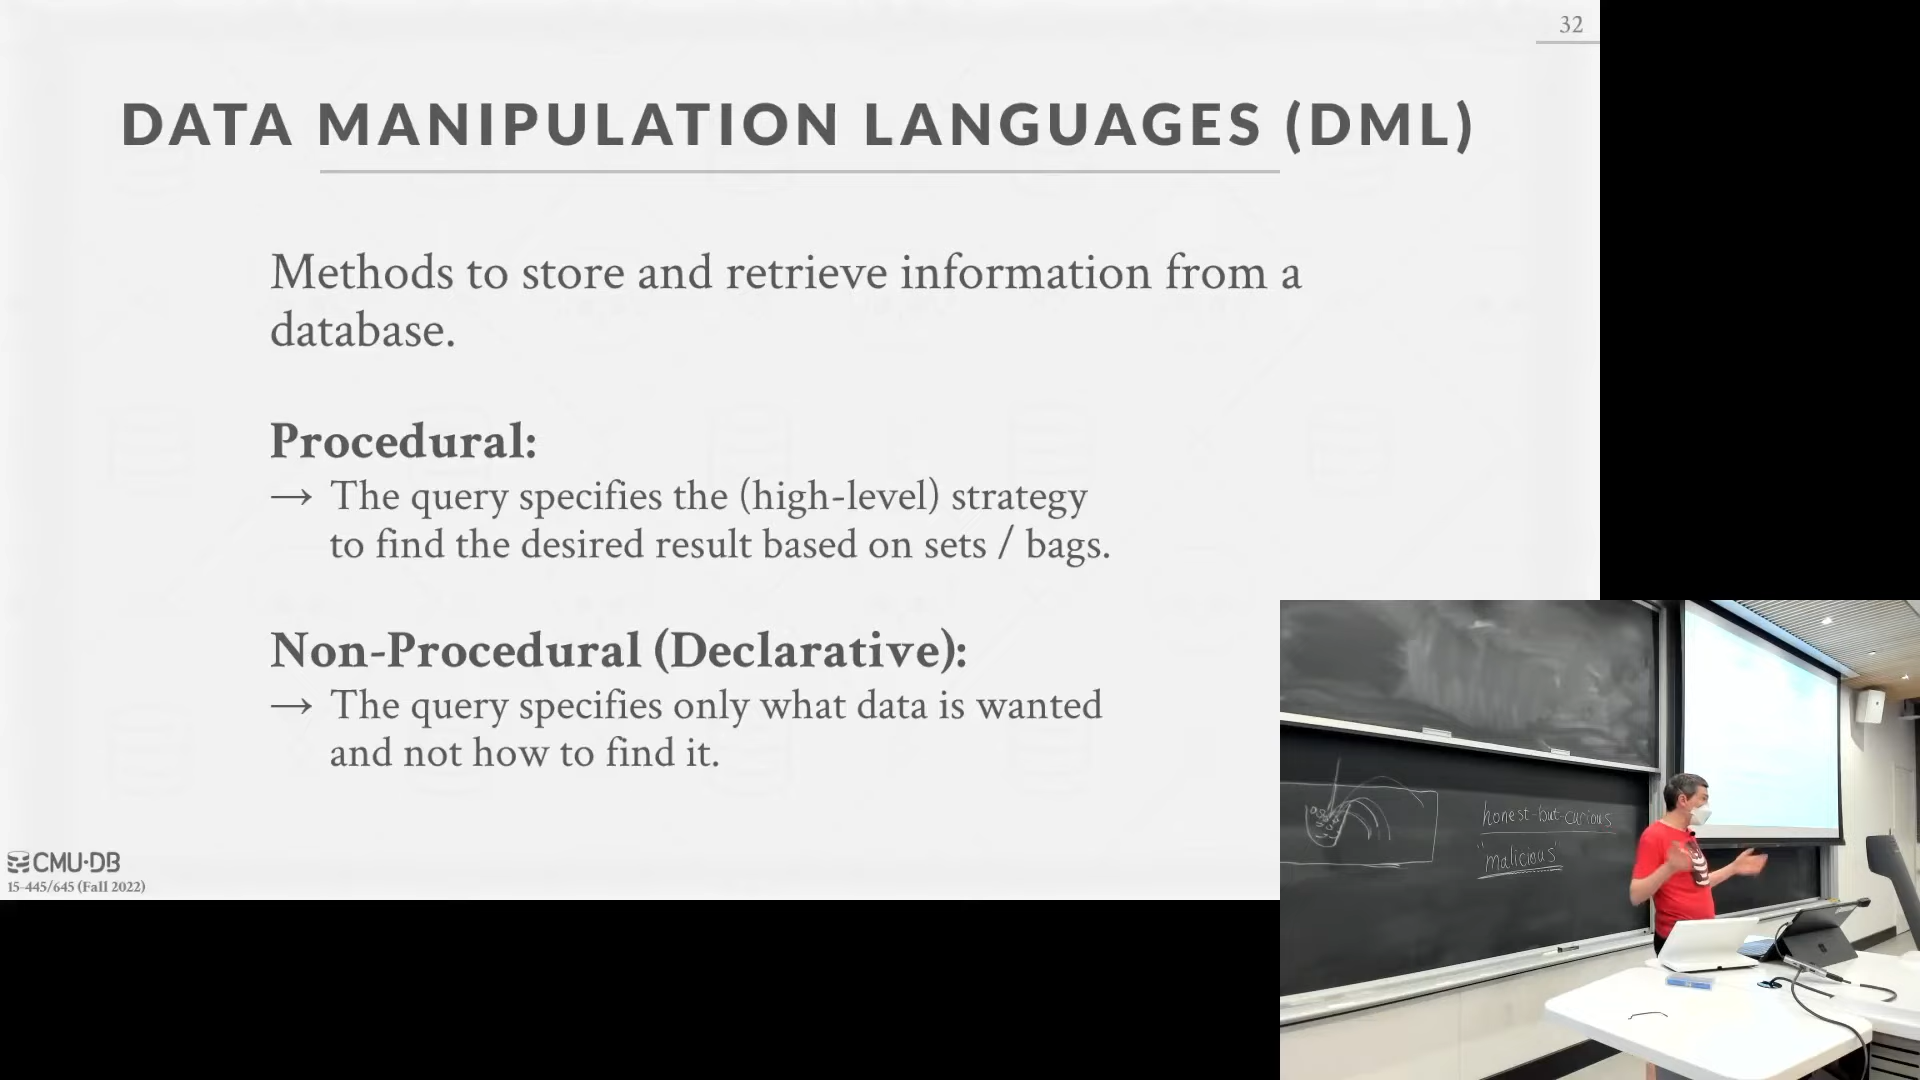 32
DATA MANIPULATION LANGUAGES (DML)
Methods to store and retrieve information from a
database.
Procedural:
→ The query specifies the (high-level) strategy
to find the desired result based on sets / bags.
Non-Procedural (Declarative):
→ The query specifies only what data is wanted
and not how to find it.
CMU·DB
15-445/645 (Fall 2022)
honest-but-curious
"malicious"